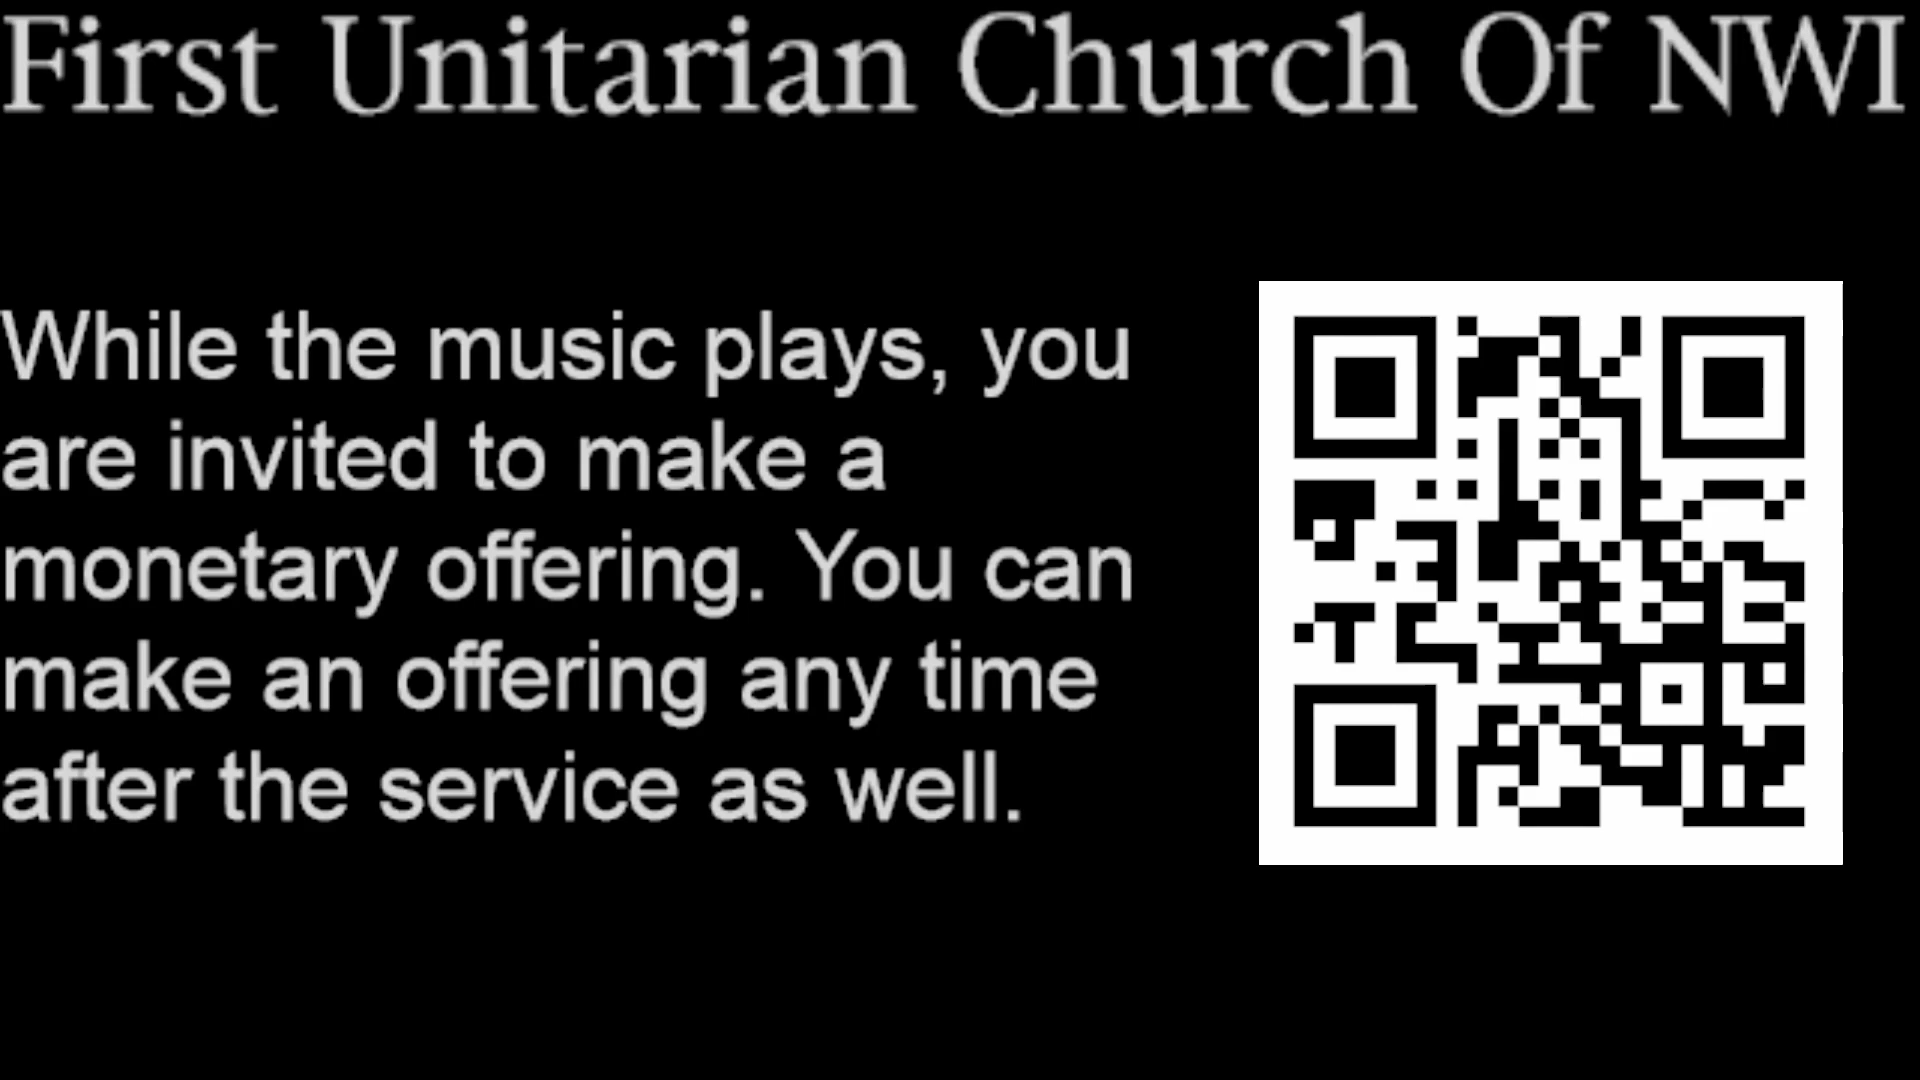 First Unitarian Church Of NWI
While the music plays, you
are invited to make a
monetary offering. You can
make an offering any time
after the service as well.